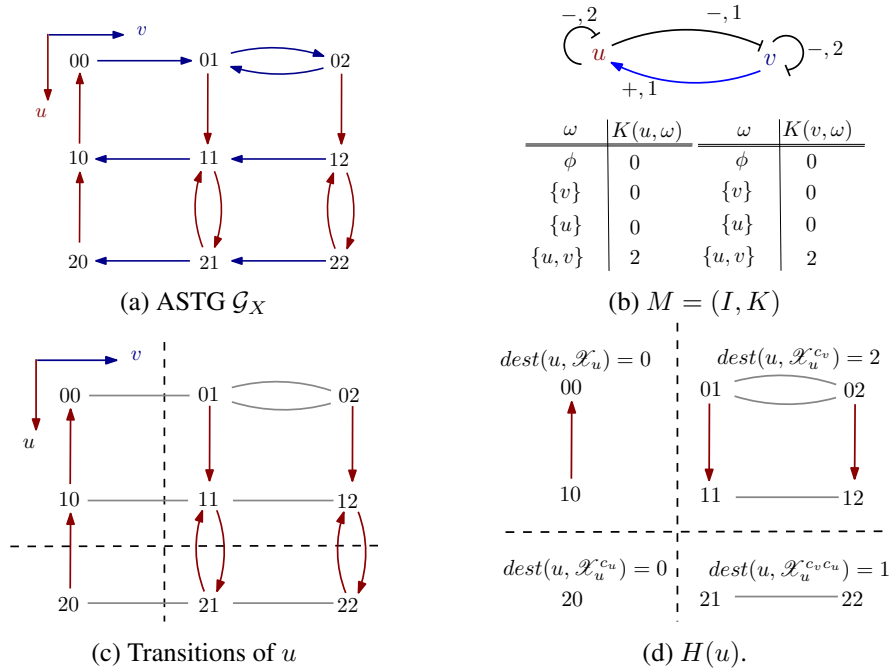 v
00 01 02
u
10 11 12
20 21 22
(a) ASTG 𝒢_X
−, 2 −, 1
u v −, 2
+, 1
ω K(u, ω) ω K(v, ω)
ϕ 0 ϕ 0
{v} 0 {v} 0
{u} 0 {u} 0
{u, v} 2 {u, v} 2
(b) M = (I, K)
v
00 01 02
u
10 11 12
20 21 22
(c) Transitions of u
dest(u, 𝒳_u) = 0 dest(u, 𝒳_u^{c_v}) = 2
00 01 02
10 11 12
dest(u, 𝒳_u^{c_u}) = 0 dest(u, 𝒳_u^{c_v c_u}) = 1
20 21 22
(d) H(u).